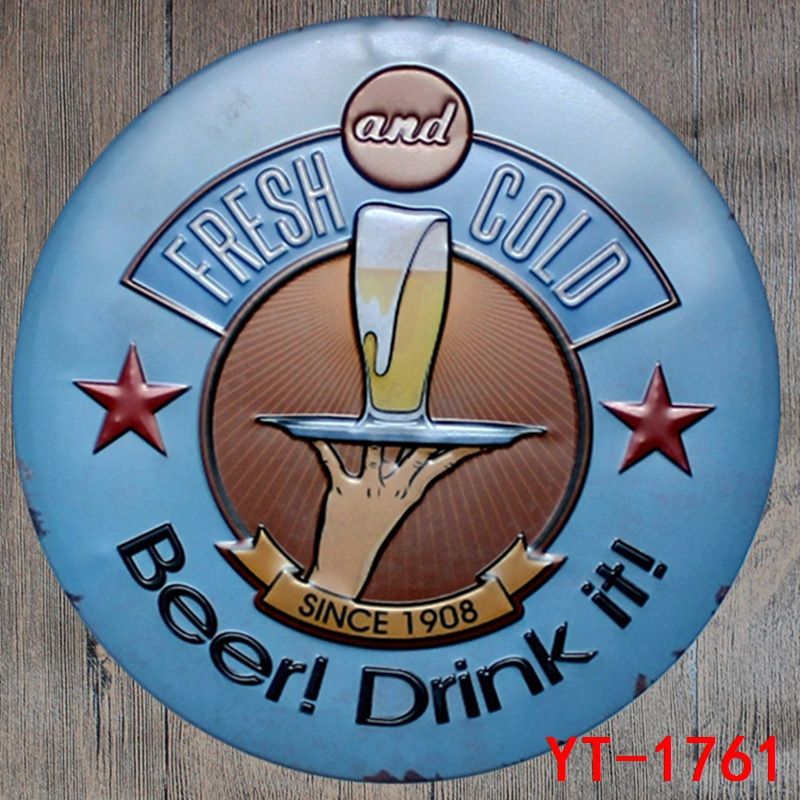 FRESH and COLD
SINCE 1908
Beer! Drink it!
YT-1761